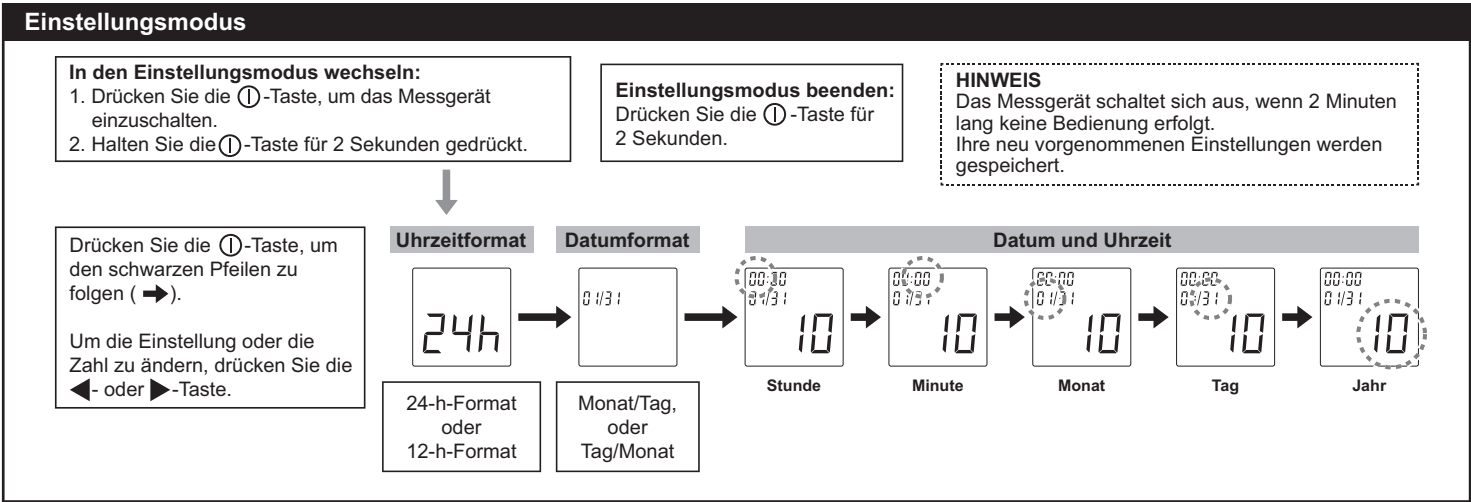 Einstellungsmodus
In den Einstellungsmodus wechseln:
1. Drücken Sie die -Taste, um das Messgerät
einzuschalten.
2. Halten Sie die -Taste für 2 Sekunden gedrückt.
Einstellungsmodus beenden:
Drücken Sie die -Taste für
2 Sekunden.
HINWEIS
Das Messgerät schaltet sich aus, wenn 2 Minuten
lang keine Bedienung erfolgt.
Ihre neu vorgenommenen Einstellungen werden
gespeichert.
Drücken Sie die -Taste, um
den schwarzen Pfeilen zu
folgen ( ➡ ).
Um die Einstellung oder die
Zahl zu ändern, drücken Sie die
◀- oder ▶-Taste.
Uhrzeitformat
24h
24-h-Format
oder
12-h-Format
Datumformat
01/31
Monat/Tag,
oder
Tag/Monat
Datum und Uhrzeit
00:00
01/31
10
Stunde
00:00
01/31
10
Minute
00:00
01/31
10
Monat
00:00
01/31
10
Tag
00:00
01/31
10
Jahr